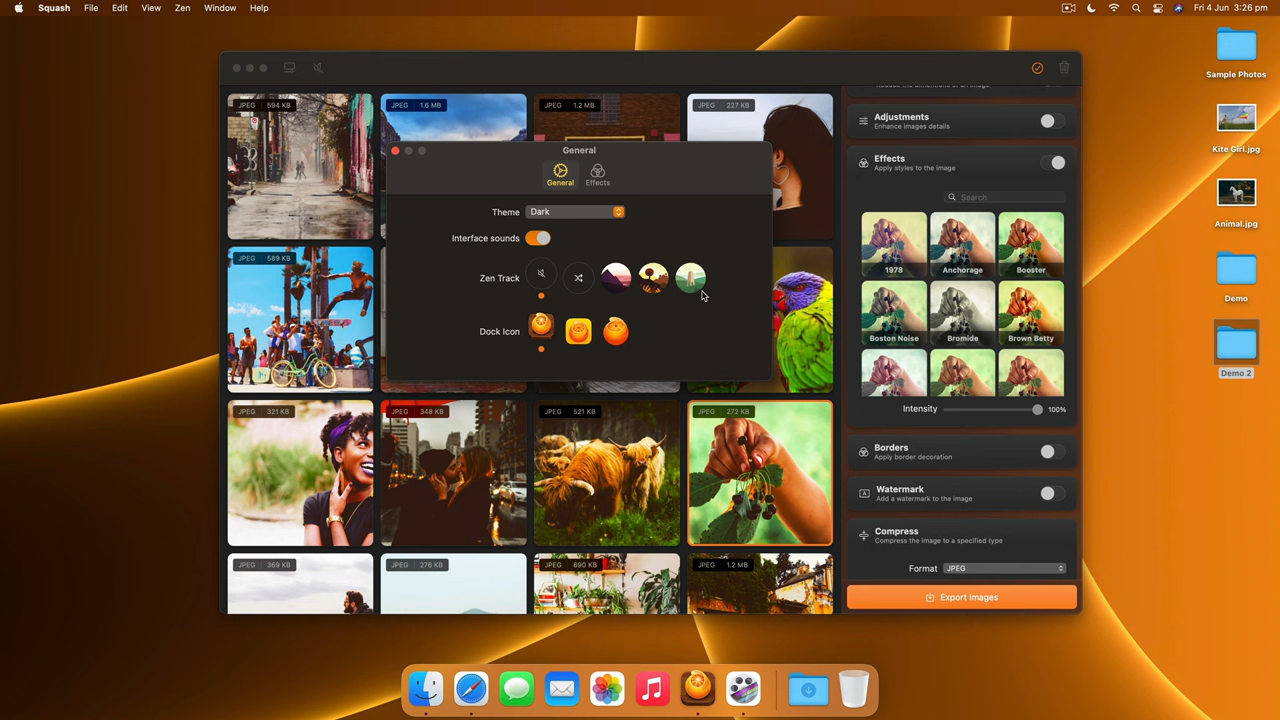 Squash File Edit View Zen Window Help
Fri 4 Jun 3:26 pm
JPEG 594 KB
JPEG 1.6 MB
JPEG 1.2 MB
JPEG 227 KB
General
General
Effects
Theme
Dark
Interface sounds
Zen Track
Dock Icon
JPEG 589 KB
JPEG 321 KB
JPEG 348 KB
JPEG 521 KB
JPEG 272 KB
JPEG 369 KB
JPEG 276 KB
JPEG 690 KB
JPEG 1.2 MB
Adjustments
Enhance images details
Effects
Apply styles to the image
Search
1978
Anchorage
Booster
Boston Noise
Bromide
Brown Betty
Intensity
100%
Borders
Apply border decoration
Watermark
Add a watermark to the image
Compress
Compress the image to a specified type
Format
JPEG
Export Images
Sample Photos
Kite Girl.jpg
Animal.jpg
Demo
Demo 2